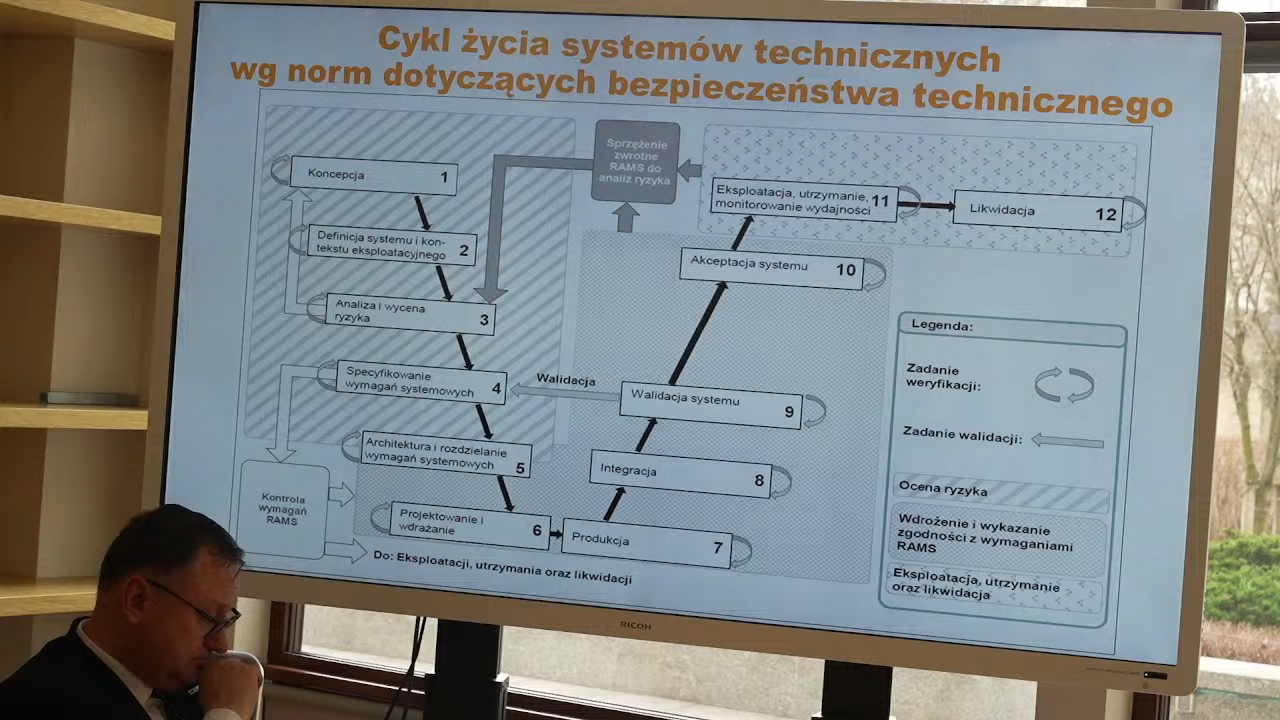 Cykl życia systemów technicznych
wg norm dotyczących bezpieczeństwa technicznego
Koncepcja 1
Definicja systemu i kon-
tekstu eksploatacyjnego 2
Analiza i wycena
ryzyka 3
Specyfikowanie
wymagań systemowych 4
Architektura i rozdzielanie
wymagań systemowych 5
Projektowanie i
wdrażanie 6
Produkcja 7
Integracja 8
Walidacja systemu 9
Akceptacja systemu 10
Eksploatacja, utrzymanie,
monitorowanie wydajności 11
Likwidacja 12
Sprzężenie
zwrotne
RAMS do
analiz ryzyka
Walidacja
Kontrola
wymagań
RAMS
Do: Eksploatacji, utrzymania oraz likwidacji
Legenda:
Zadanie
weryfikacji:
Zadanie walidacji:
Ocena ryzyka
Wdrożenie i wykazanie
zgodności z wymaganiami
RAMS
Eksploatacja, utrzymanie
oraz likwidacja
RICOH